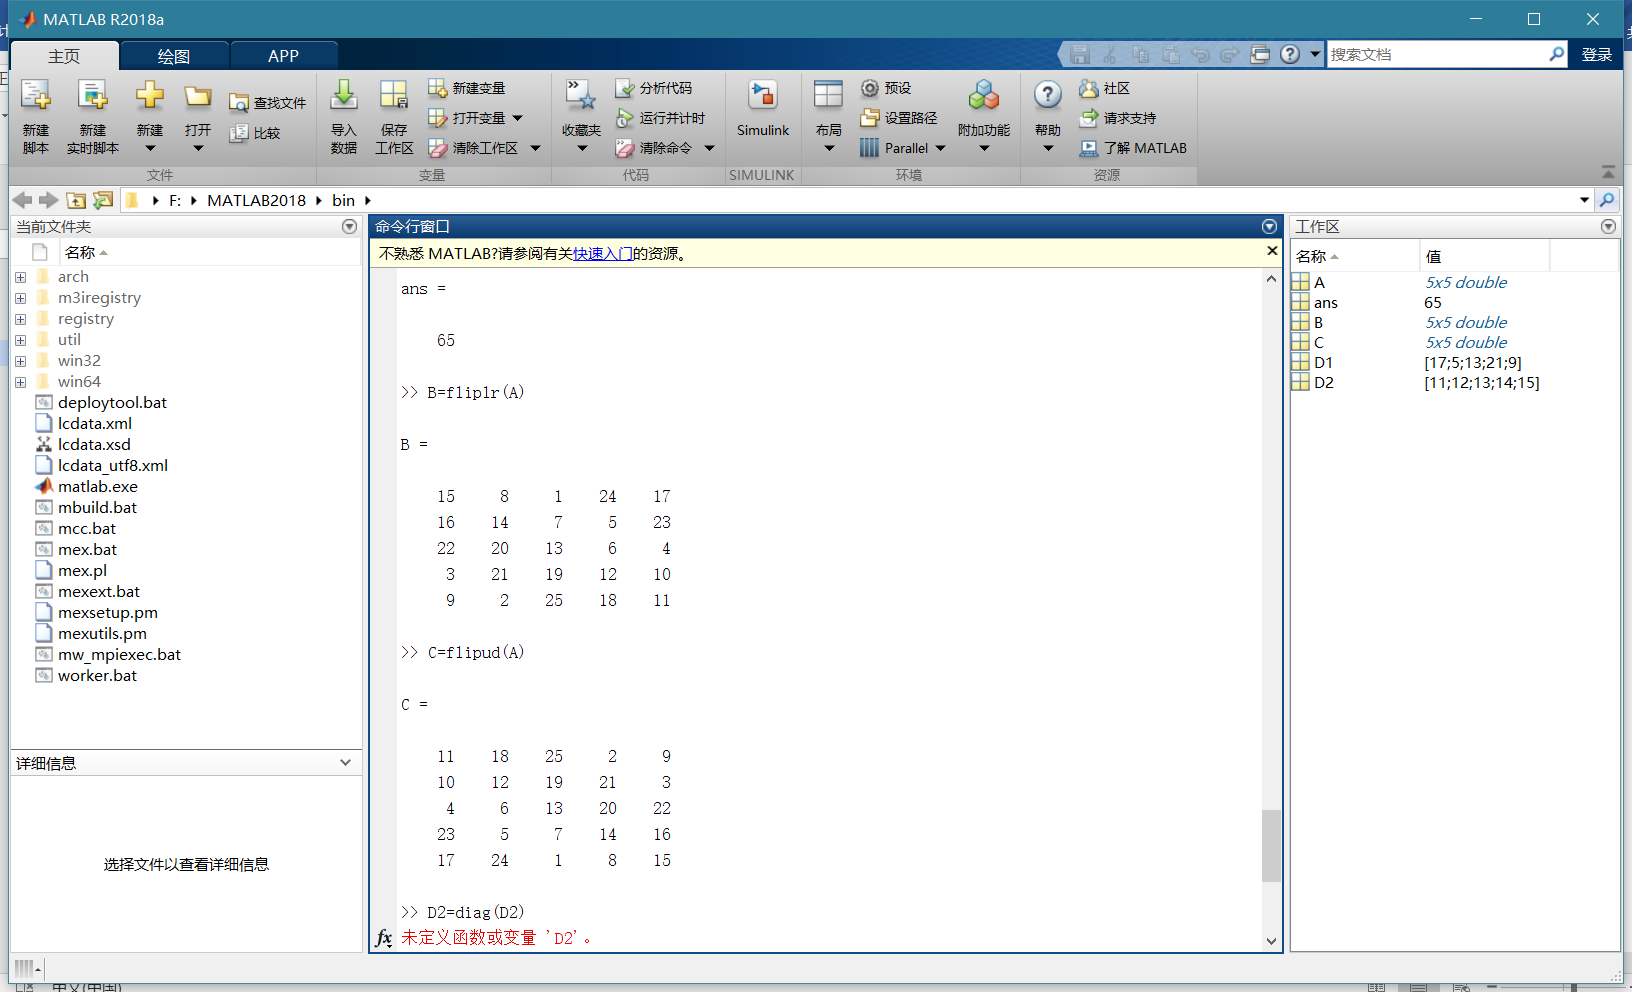 MATLAB R2018a
主页 绘图 APP 搜索文档 登录
新建脚本
新建实时脚本
新建
打开
查找文件
比较
文件
导入数据
保存工作区
新建变量
打开变量
清除工作区
变量
收藏夹
分析代码
运行并计时
清除命令
代码
Simulink
SIMULINK
布局
预设
设置路径
Parallel
附加功能
环境
帮助
社区
请求支持
了解 MATLAB
资源
F: MATLAB2018 bin
当前文件夹
名称
arch
m3iregistry
registry
util
win32
win64
deploytool.bat
lcdata.xml
lcdata.xsd
lcdata_utf8.xml
matlab.exe
mbuild.bat
mcc.bat
mex.bat
mex.pl
mexext.bat
mexsetup.pm
mexutils.pm
mw_mpiexec.bat
worker.bat
详细信息
选择文件以查看详细信息
命令行窗口
不熟悉 MATLAB?请参阅有关快速入门的资源。
ans =
65
>> B=fliplr(A)
B =
15 8 1 24 17
16 14 7 5 23
22 20 13 6 4
3 21 19 12 10
9 2 25 18 11
>> C=flipud(A)
C =
11 18 25 2 9
10 12 19 21 3
4 6 13 20 22
23 5 7 14 16
17 24 1 8 15
>> D2=diag(D2)
fx 未定义函数或变量 'D2'。
工作区
名称 值
A 5x5 double
ans 65
B 5x5 double
C 5x5 double
D1 [17;5;13;21;9]
D2 [11;12;13;14;15]